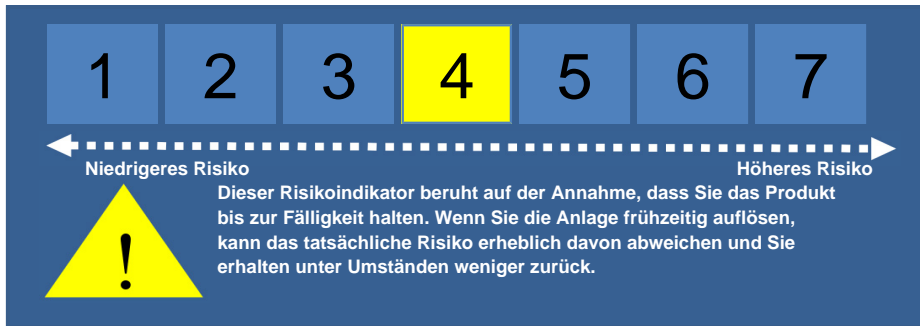 1 2 3 4 5 6 7
Niedrigeres Risiko Höheres Risiko
Dieser Risikoindikator beruht auf der Annahme, dass Sie das Produkt
bis zur Fälligkeit halten. Wenn Sie die Anlage frühzeitig auflösen,
kann das tatsächliche Risiko erheblich davon abweichen und Sie
erhalten unter Umständen weniger zurück.
!